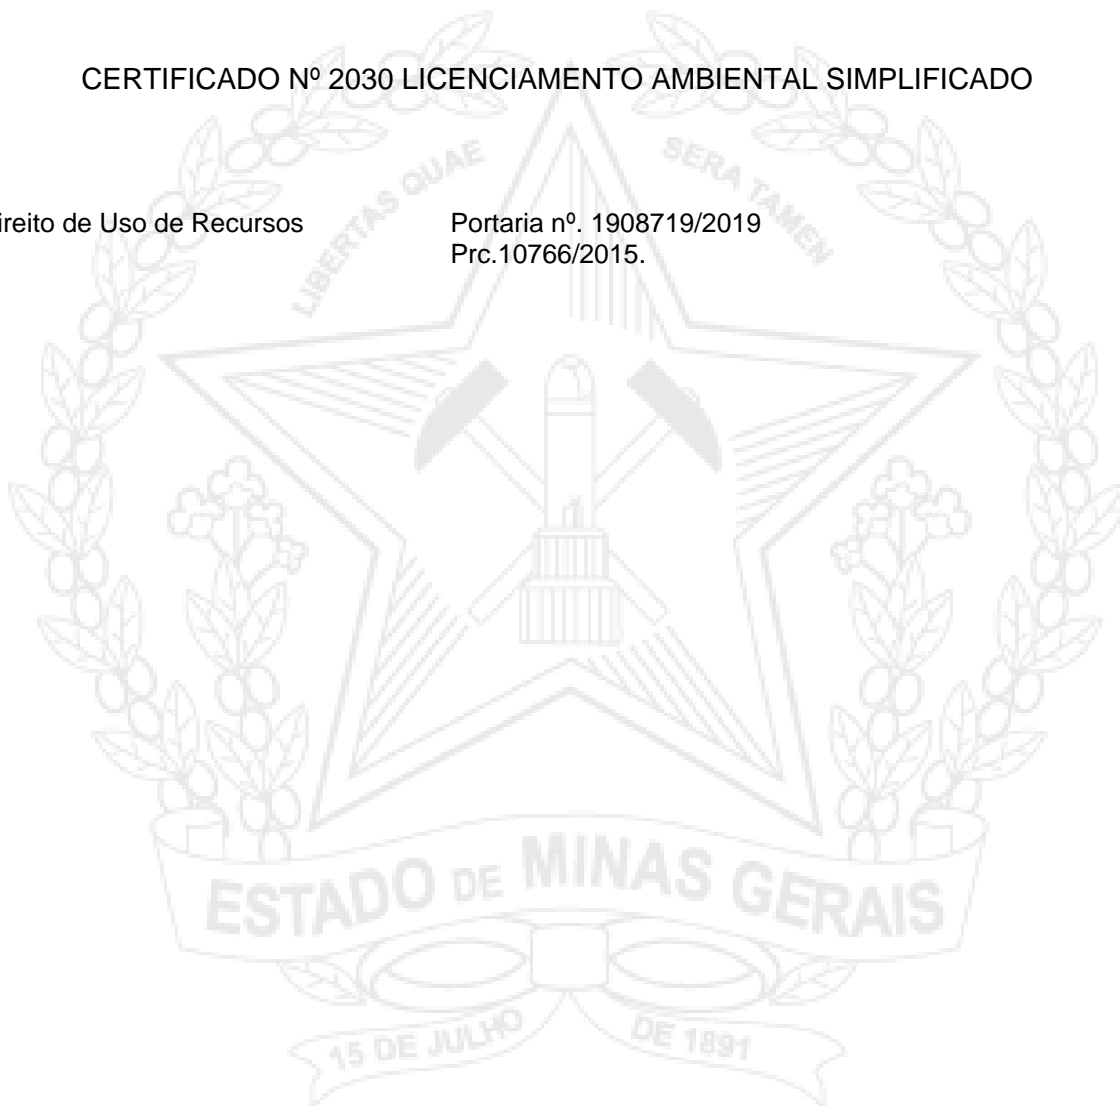 CERTIFICADO Nº 2030 LICENCIAMENTO AMBIENTAL SIMPLIFICADO
LIBERTAS QUAE SERA TAMEN
ireito de Uso de Recursos
Portaria nº. 1908719/2019
Prc.10766/2015.
ESTADO DE MINAS GERAIS
15 DE JULHO DE 1891